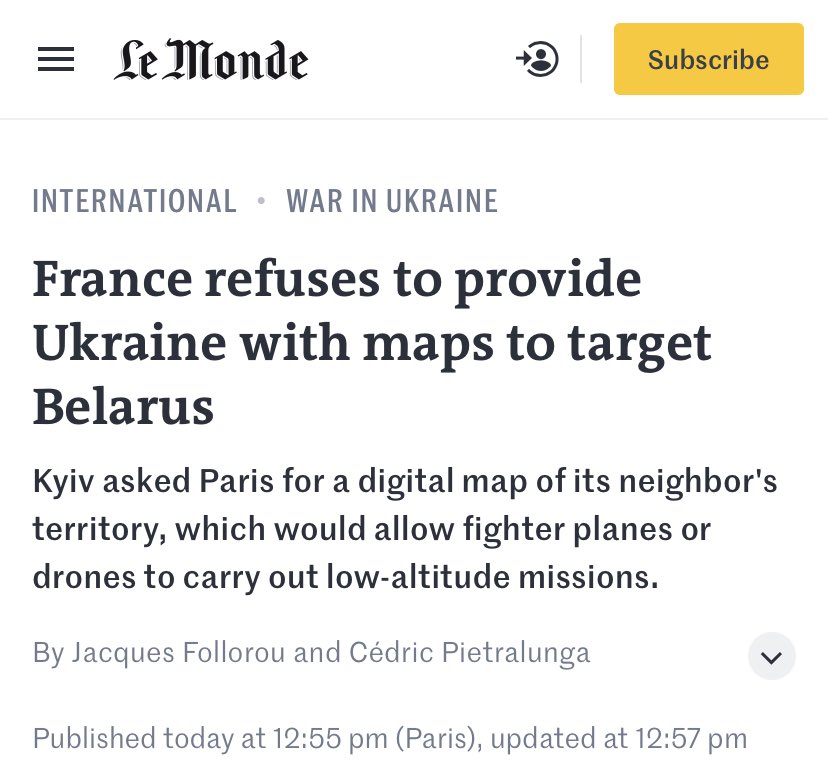 Le Monde
Subscribe
INTERNATIONAL • WAR IN UKRAINE
France refuses to provide
Ukraine with maps to target
Belarus
Kyiv asked Paris for a digital map of its neighbor's
territory, which would allow fighter planes or
drones to carry out low-altitude missions.
By Jacques Follorou and Cédric Pietralunga
Published today at 12:55 pm (Paris), updated at 12:57 pm